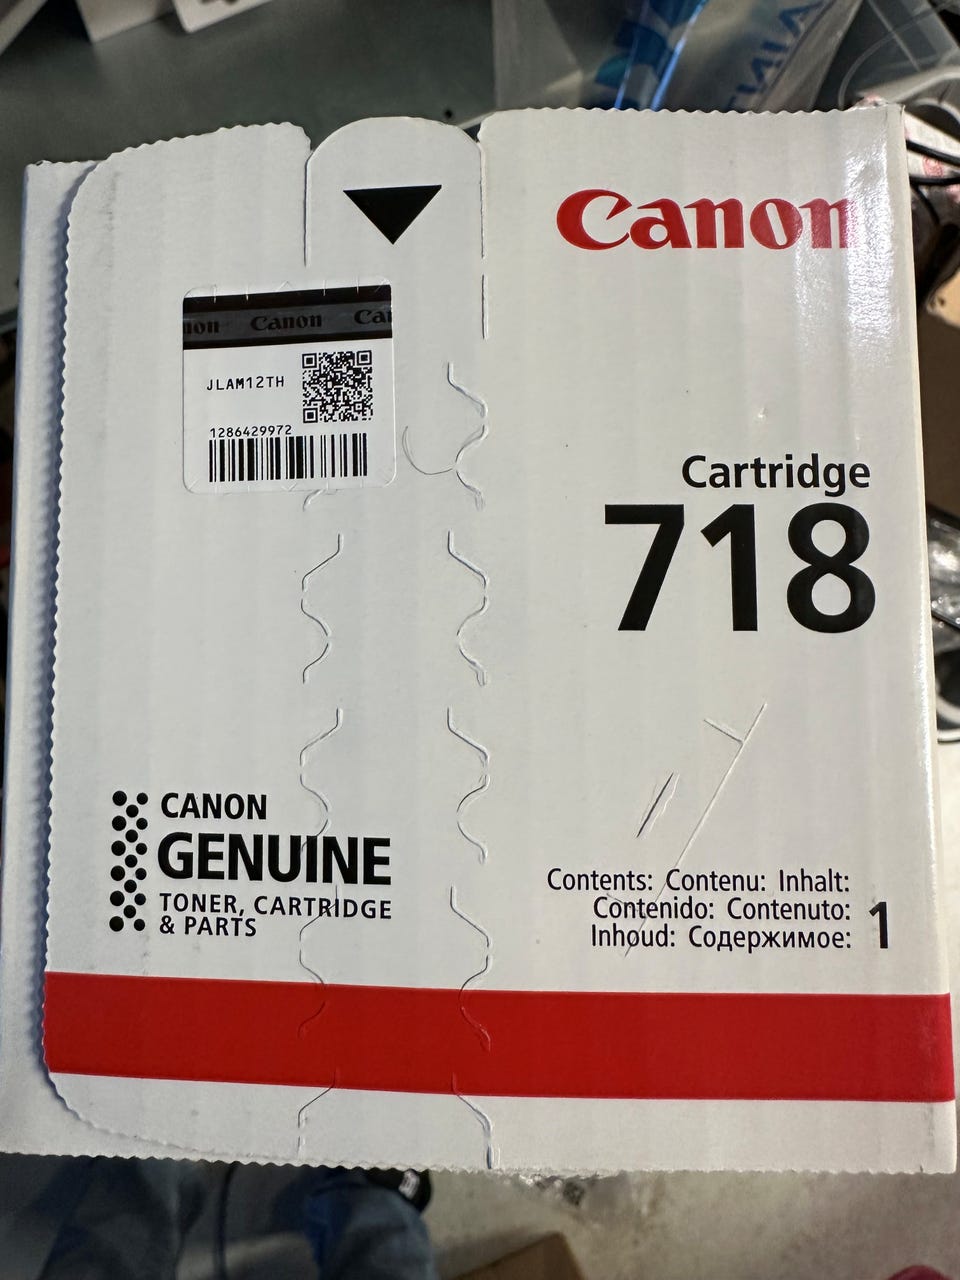 Canon
Canon
JLAM12TH
1286429972
Cartridge
718
CANON
GENUINE
TONER, CARTRIDGE
& PARTS
Contents: Contenu: Inhalt:
Contenido: Contenuto:
Inhoud: Содержимое: 1